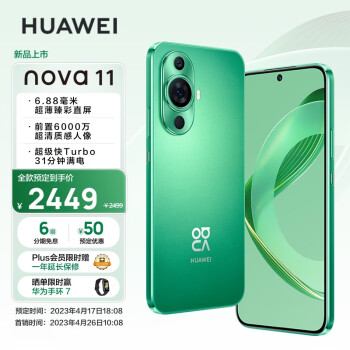 HUAWEI
新品上市
nova 11
6.88毫米
超薄臻彩直屏
前置6000万
超清质感人像
超级快充Turbo
31分钟满电
全款预定到手价
¥2449 ¥2499
6期 分期免息
¥50 预定优惠
Plus会员限时赠
一年延长保修
晒单限时赢
华为手环 7
预定时间：2023年4月17日18:08
首销时间：2023年4月26日10:08
HUAWEI